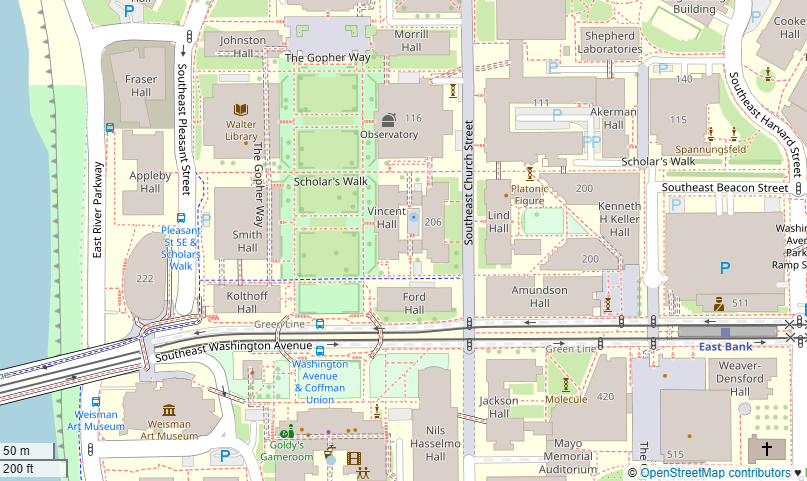 P
Hall
Johnston
Hall
Morrill
Hall
The Gopher Way
Shepherd
Laboratories
Building
Cooke
Hall
Fraser
Hall
Southeast Pleasant Street
Walter
Library
The Gopher Way
116
Observatory
111
P
P
P
PP
Akerman
Hall
140
115
Spannungsfeld
Southeast Harvard Street
Scholar's Walk
Southeast Beacon Street
East River Parkway
Appleby
Hall
Scholar's Walk
Southeast Church Street
Platonic
Figure
200
P
Pleasant
St SE &
Scholars
Walk
P
Smith
Hall
Vincent
Hall
206
Lind
Hall
Kenneth
H Keller
Hall
200
P
Washin
Aven
Park
Ramp S
222
Kolthoff
Hall
Ford
Hall
Amundson
Hall
511
Green Line
Southeast Washington Avenue
Green Line
East Bank
Washington
Avenue
& Coffman
Union
Weisman
Art Museum
Weisman
Art Museum
P
Goldy's
Gameroom
Nils
Hasselmo
Hall
Jackson
Hall
Molecule
420
Mayo
Memorial
Auditorium
The
Weaver-
Densford
Hall
515
50 m
200 ft
© OpenStreetMap contributors ♥